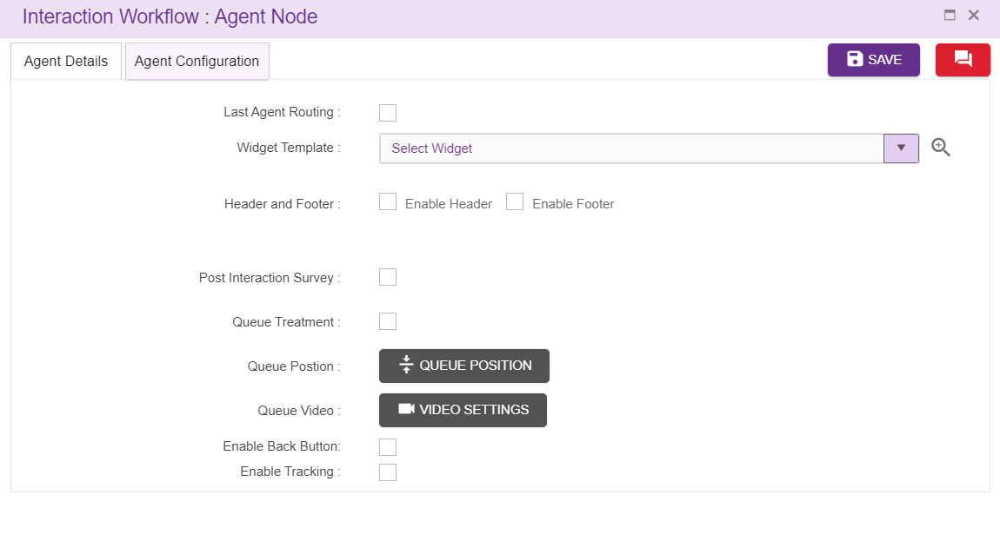 Interaction Workflow : Agent Node
Agent Details
Agent Configuration
SAVE
Last Agent Routing :
Widget Template :
Select Widget
Header and Footer :
Enable Header
Enable Footer
Post Interaction Survey :
Queue Treatment :
Queue Postion :
QUEUE POSITION
Queue Video :
VIDEO SETTINGS
Enable Back Button:
Enable Tracking :